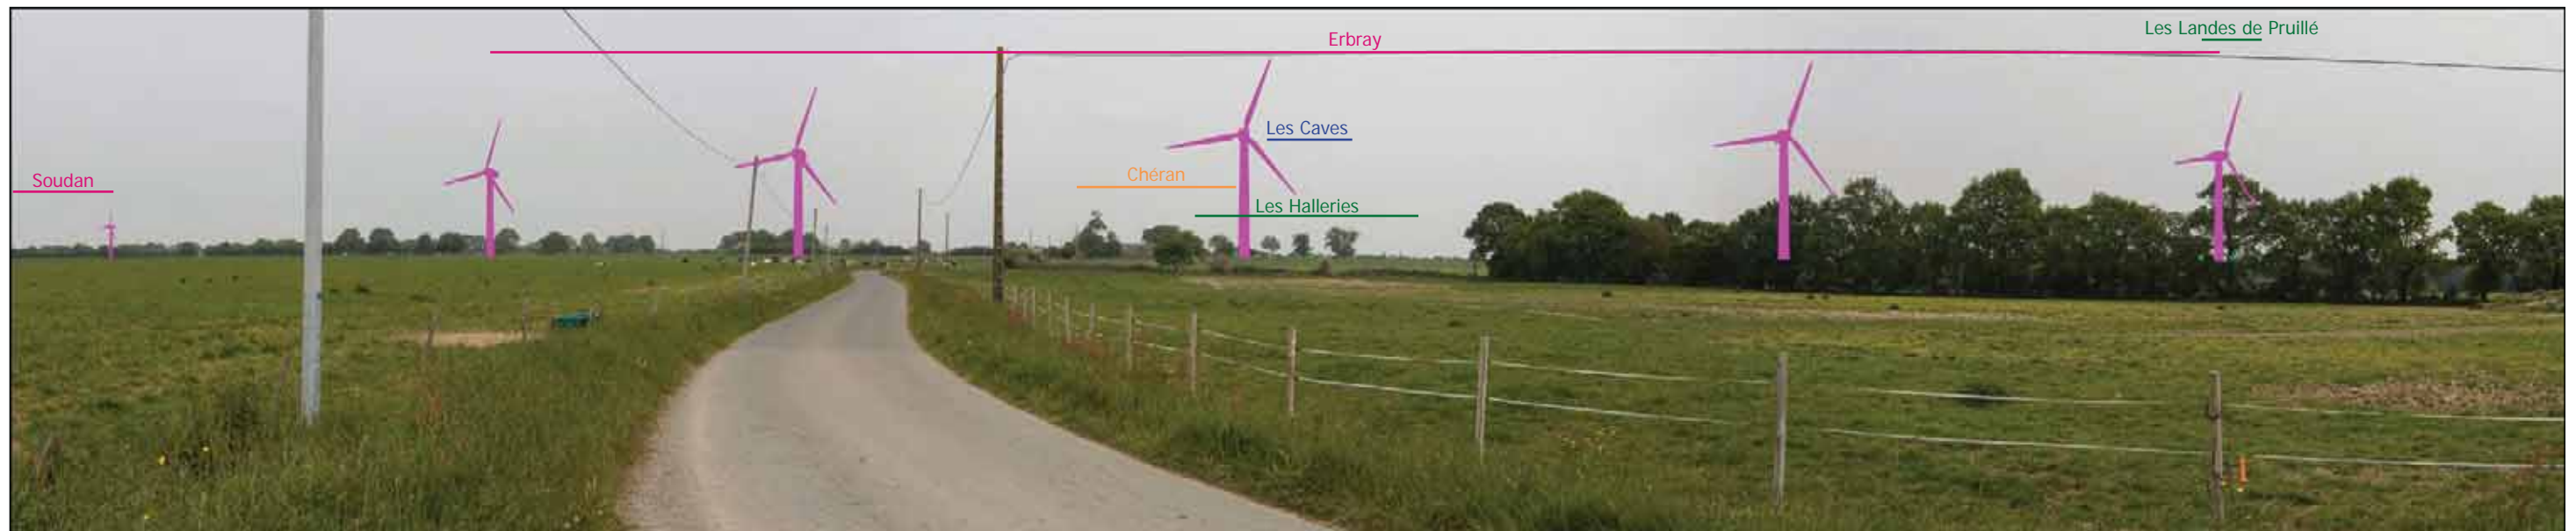 Les Landes de Pruillé
Erbray
Les Caves
Chéran
Soudan
Les Halleries